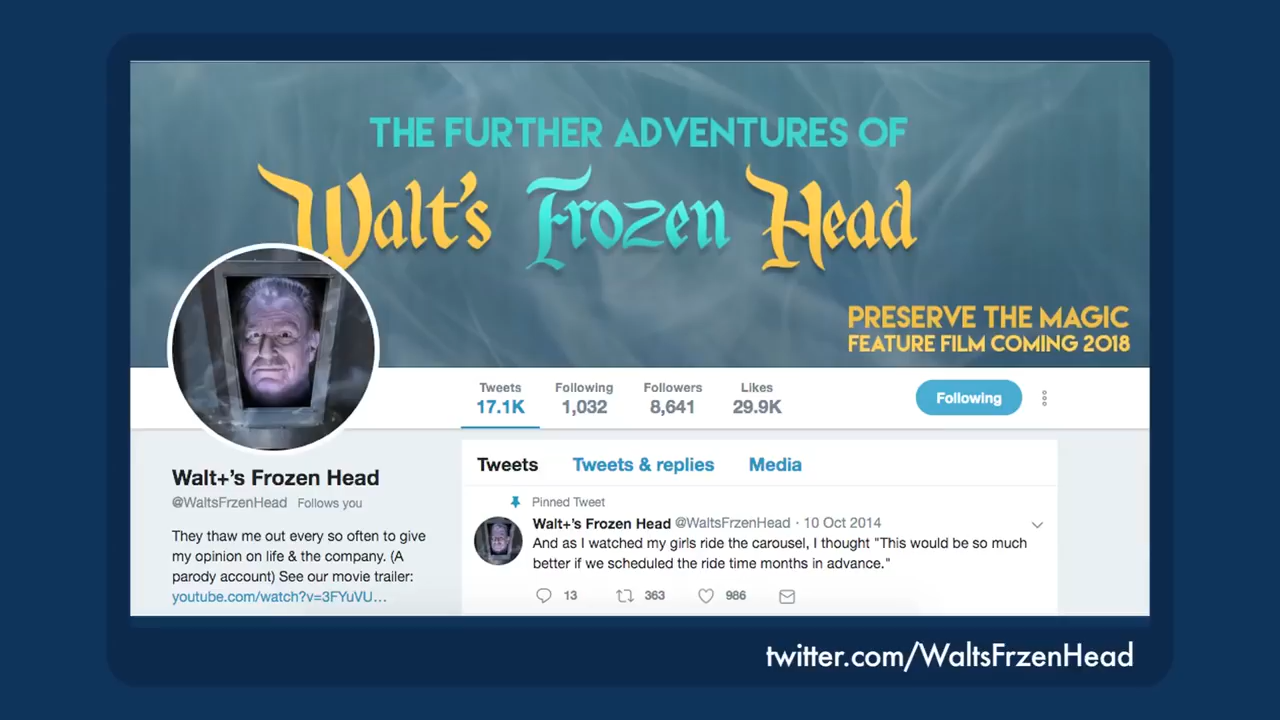 THE FURTHER ADVENTURES OF
Walt's Frozen Head
PRESERVE THE MAGIC
FEATURE FILM COMING 2018
Tweets Following Followers Likes
17.1K 1,032 8,641 29.9K
Following
Walt+’s Frozen Head
@WaltsFrzenHead Follows you
They thaw me out every so often to give
my opinion on life & the company. (A
parody account) See our movie trailer:
youtube.com/watch?v=3FYuVU…
Tweets Tweets & replies Media
Pinned Tweet
Walt+’s Frozen Head @WaltsFrzenHead · 10 Oct 2014
And as I watched my girls ride the carousel, I thought "This would be so much
better if we scheduled the ride time months in advance."
13 363 986
twitter.com/WaltsFrzenHead